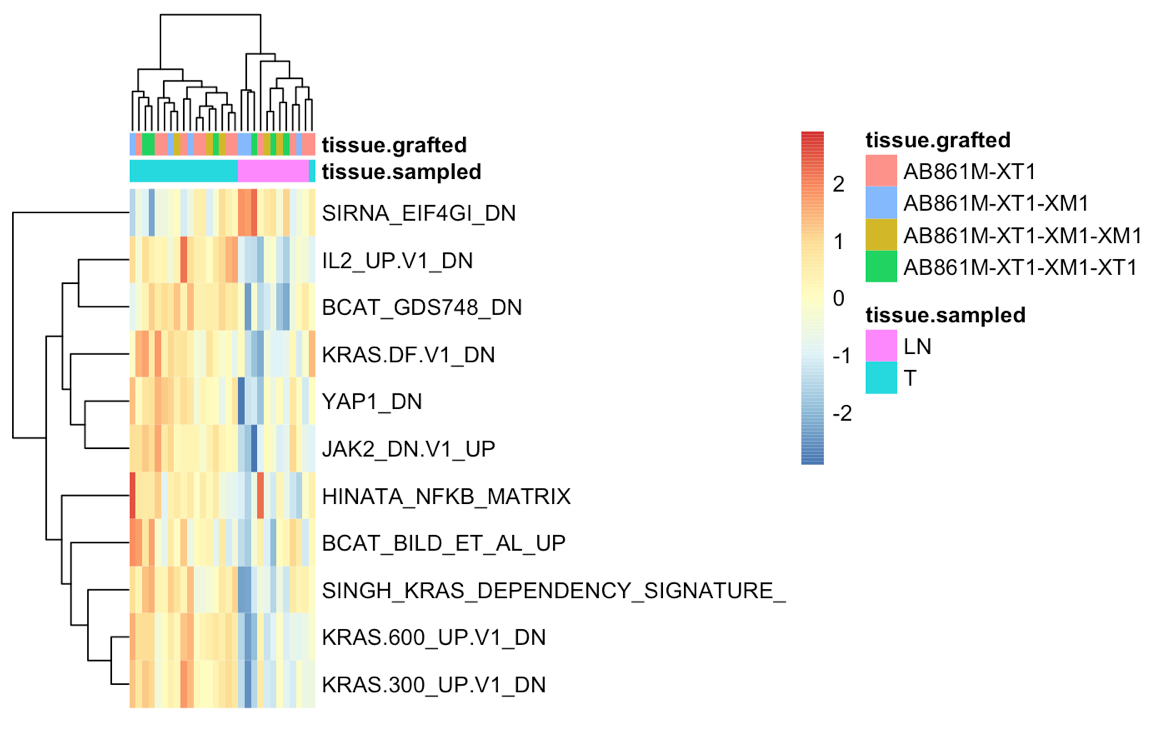 tissue.grafted
tissue.sampled
SIRNA_EIF4GI_DN
IL2_UP.V1_DN
BCAT_GDS748_DN
KRAS.DF.V1_DN
YAP1_DN
JAK2_DN.V1_UP
HINATA_NFKB_MATRIX
BCAT_BILD_ET_AL_UP
SINGH_KRAS_DEPENDENCY_SIGNATURE_
KRAS.600_UP.V1_DN
KRAS.300_UP.V1_DN
2
1
0
-1
-2
tissue.grafted
AB861M-XT1
AB861M-XT1-XM1
AB861M-XT1-XM1-XM1
AB861M-XT1-XM1-XT1
tissue.sampled
LN
T